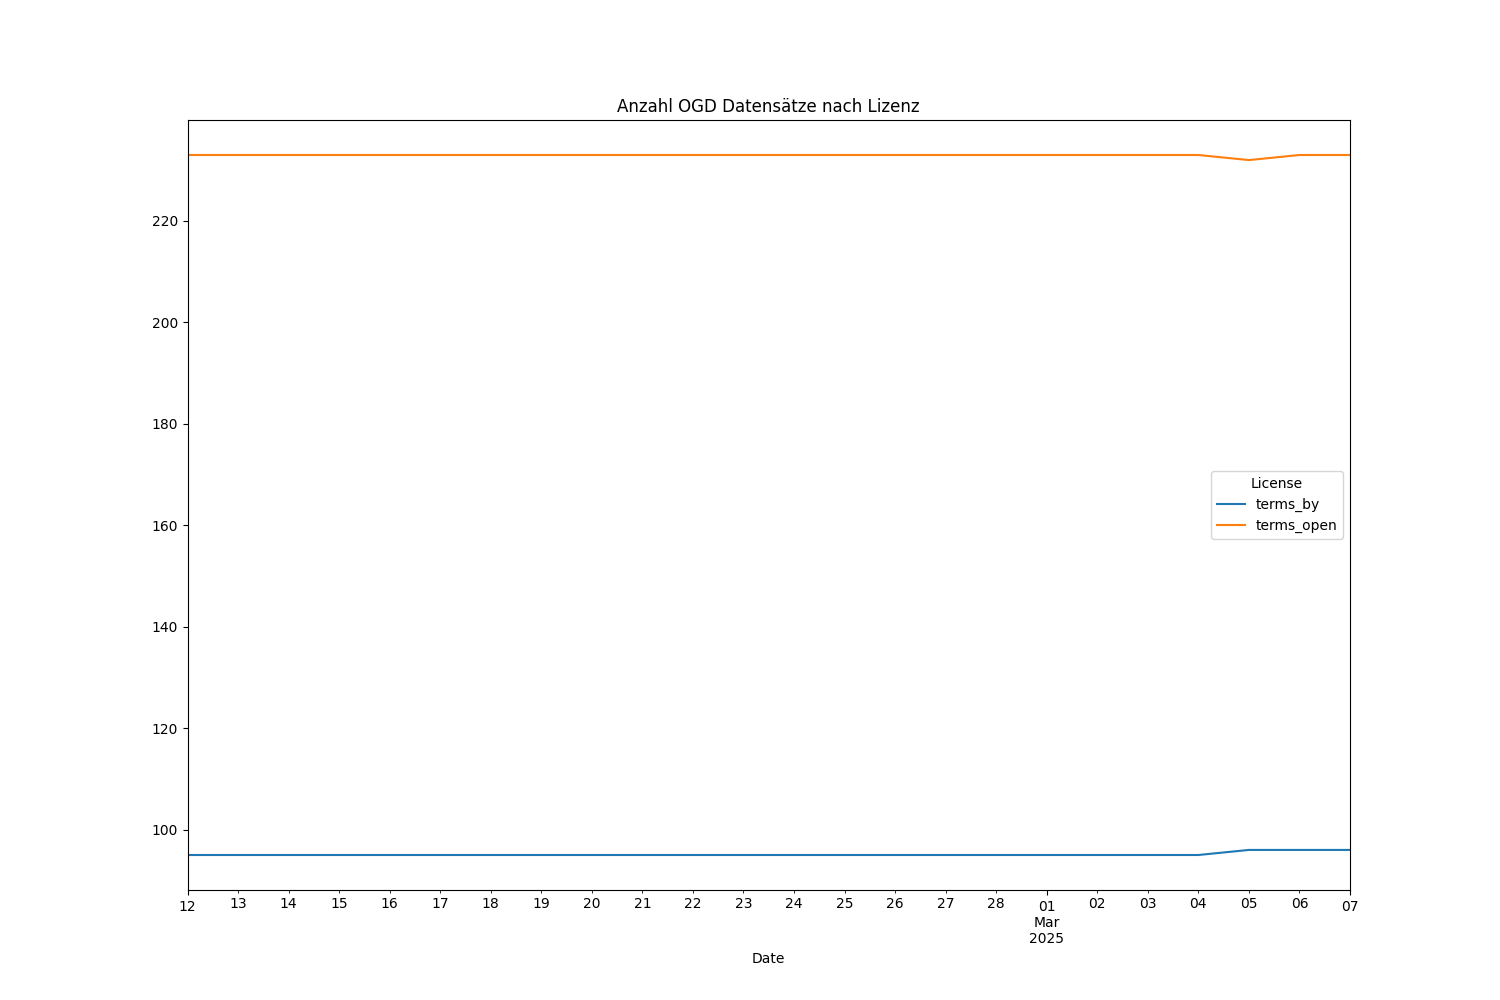 Anzahl OGD Datensätze nach Lizenz
220
200
180
160
140
120
100
License
terms_by
terms_open
12 13 14 15 16 17 18 19 20 21 22 23 24 25 26 27 28 01 02 03 04 05 06 07
Mar
2025
Date